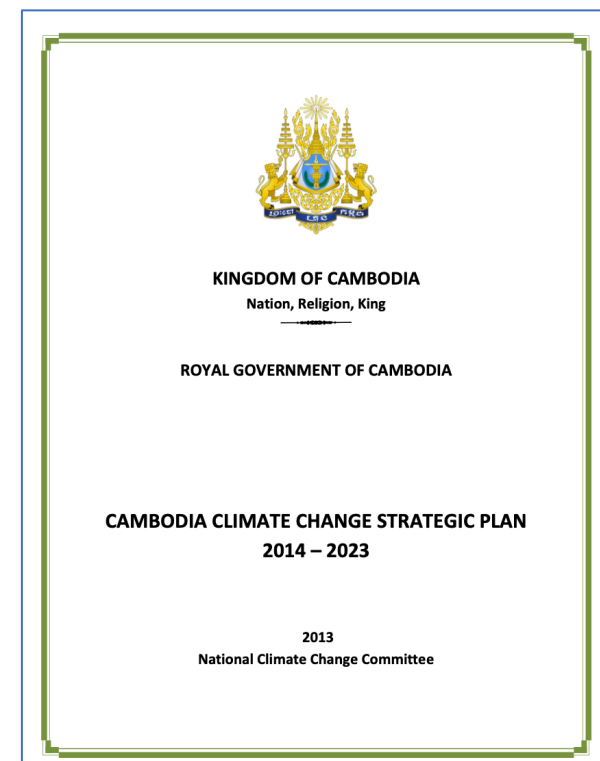 KINGDOM OF CAMBODIA
Nation, Religion, King
ROYAL GOVERNMENT OF CAMBODIA
CAMBODIA CLIMATE CHANGE STRATEGIC PLAN
2014 – 2023
2013
National Climate Change Committee